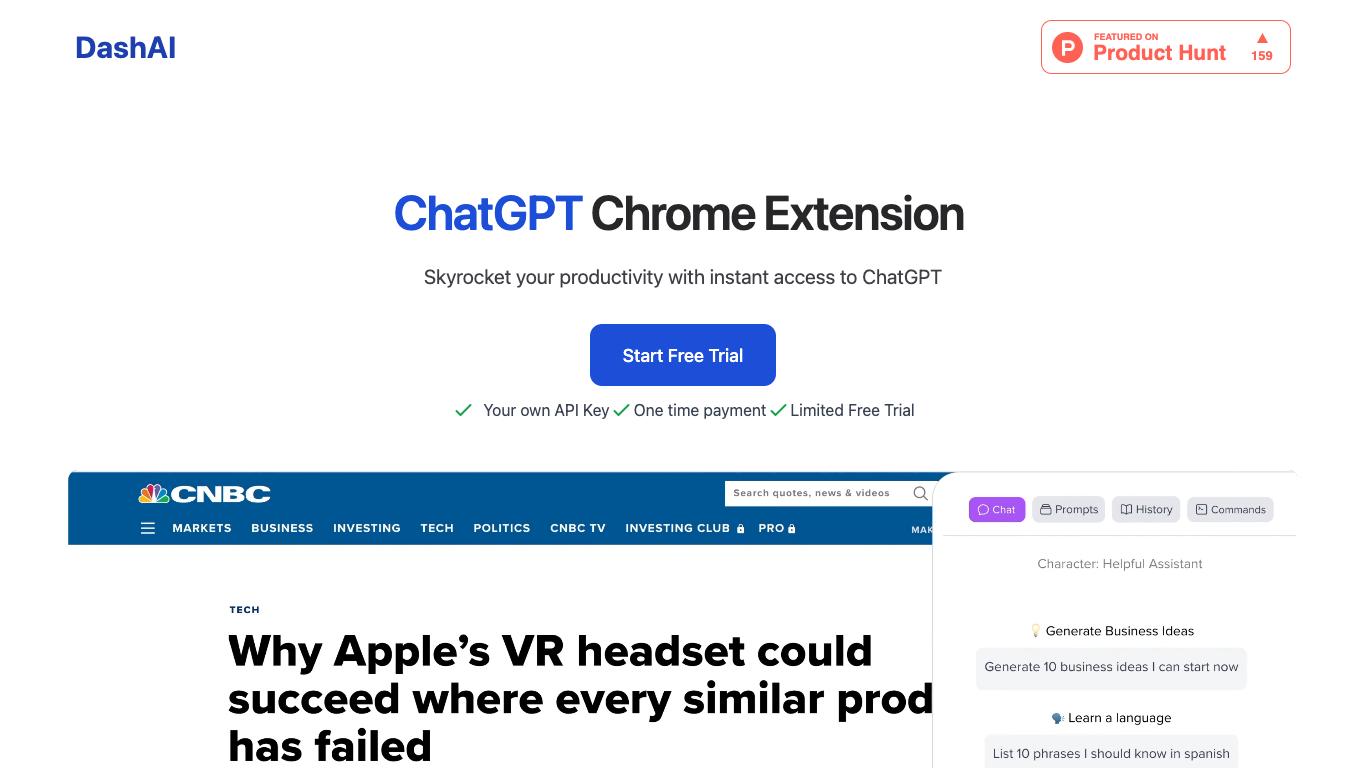 DashAI
FEATURED ON
Product Hunt
159
ChatGPT Chrome Extension
Skyrocket your productivity with instant access to ChatGPT
Start Free Trial
Your own API Key One time payment Limited Free Trial
CNBC
Search quotes, news & videos
MARKETS BUSINESS INVESTING TECH POLITICS CNBC TV INVESTING CLUB PRO MAK
TECH
Why Apple’s VR headset could
succeed where every similar prod
has failed
Chat Prompts History Commands
Character: Helpful Assistant
Generate Business Ideas
Generate 10 business ideas I can start now
Learn a language
List 10 phrases I should know in spanish